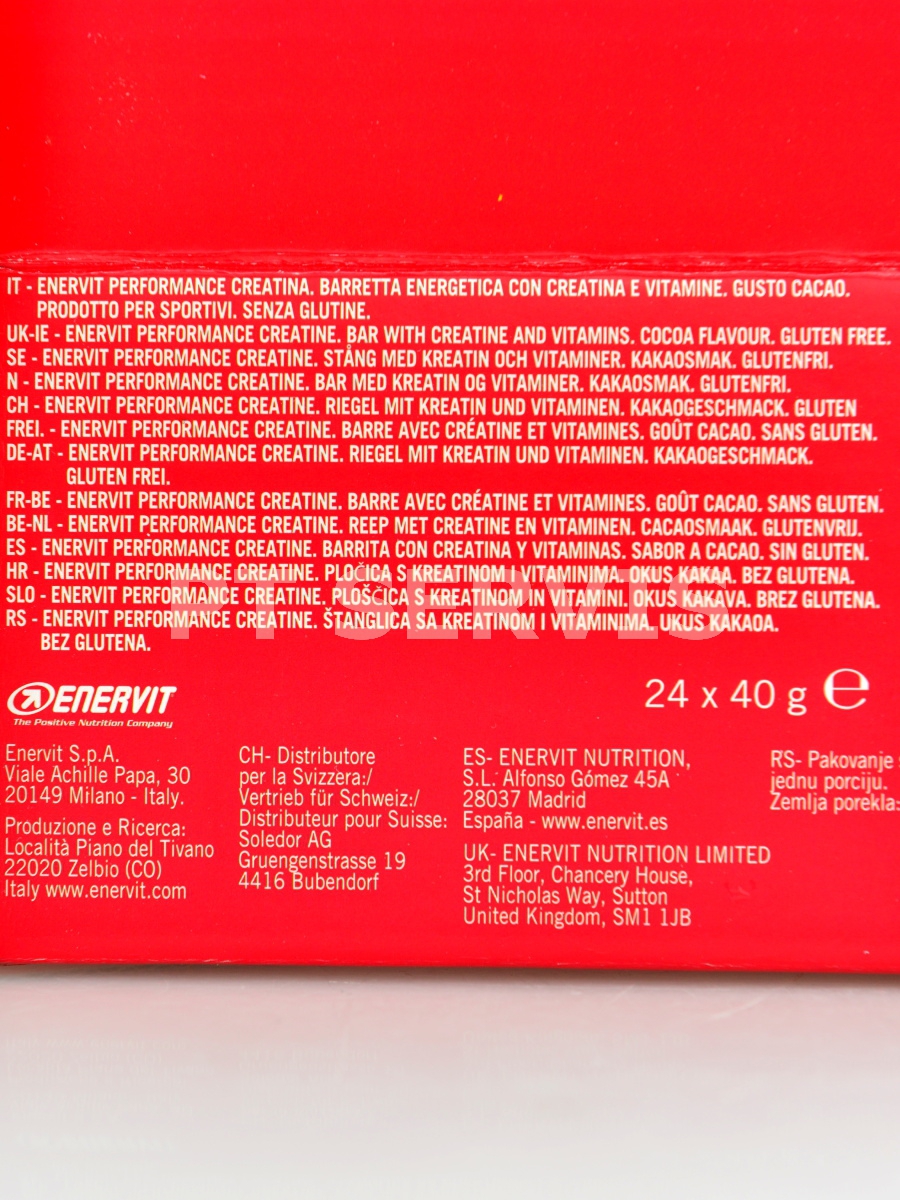 IT - ENERVIT PERFORMANCE CREATINA. BARRETTA ENERGETICA CON CREATINA E VITAMINE. GUSTO CACAO.
PRODOTTO PER SPORTIVI. SENZA GLUTINE.
UK-IE - ENERVIT PERFORMANCE CREATINE. BAR WITH CREATINE AND VITAMINS. COCOA FLAVOUR. GLUTEN FREE.
SE - ENERVIT PERFORMANCE CREATINE. STÅNG MED KREATIN OCH VITAMINER. KAKAOSMAK. GLUTENFRI.
N - ENERVIT PERFORMANCE CREATINE. BAR MED KREATIN OG VITAMINER. KAKAOSMAK. GLUTENFRI.
CH - ENERVIT PERFORMANCE CREATINE. RIEGEL MIT KREATIN UND VITAMINEN. KAKAOGESCHMACK. GLUTEN
FREI. - ENERVIT PERFORMANCE CREATINE. BARRE AVEC CRÉATINE ET VITAMINES. GOÛT CACAO. SANS GLUTEN.
DE-AT - ENERVIT PERFORMANCE CREATINE. RIEGEL MIT KREATIN UND VITAMINEN. KAKAOGESCHMACK.
GLUTEN FREI.
FR-BE - ENERVIT PERFORMANCE CREATINE. BARRE AVEC CRÉATINE ET VITAMINES. GOÛT CACAO. SANS GLUTEN.
BE-NL - ENERVIT PERFORMANCE CREATINE. REEP MET CREATINE EN VITAMINEN. CACAOSMAAK. GLUTENVRIJ.
ES - ENERVIT PERFORMANCE CREATINE. BARRITA CON CREATINA Y VITAMINAS. SABOR A CACAO. SIN GLUTEN.
HR - ENERVIT PERFORMANCE CREATINE. PLOČICA S KREATINOM I VITAMINIMA. OKUS KAKAA. BEZ GLUTENA.
SLO - ENERVIT PERFORMANCE CREATINE. PLOŠČICA S KREATINOM IN VITAMINI. OKUS KAKAVA. BREZ GLUTENA.
RS - ENERVIT PERFORMANCE CREATINE. ŠTANGLICA SA KREATINOM I VITAMINIMA. UKUS KAKAOA.
BEZ GLUTENA.
PT SERVIS
ENERVIT
The Positive Nutrition Company
24 x 40 g ℮
Enervit S.p.A.
Viale Achille Papa, 30
20149 Milano - Italy.
Produzione e Ricerca:
Località Piano del Tivano
22020 Zelbio (CO)
Italy www.enervit.com
CH- Distributore
per la Svizzera:/
Vertrieb für Schweiz:/
Distributeur pour Suisse:
Soledor AG
Gruengenstrasse 19
4416 Bubendorf
ES- ENERVIT NUTRITION,
S.L. Alfonso Gómez 45A
28037 Madrid
España - www.enervit.es
UK- ENERVIT NUTRITION LIMITED
3rd Floor, Chancery House,
St Nicholas Way, Sutton
United Kingdom, SM1 1JB
RS- Pakovanje
jednu porciju.
Zemlja porekla: